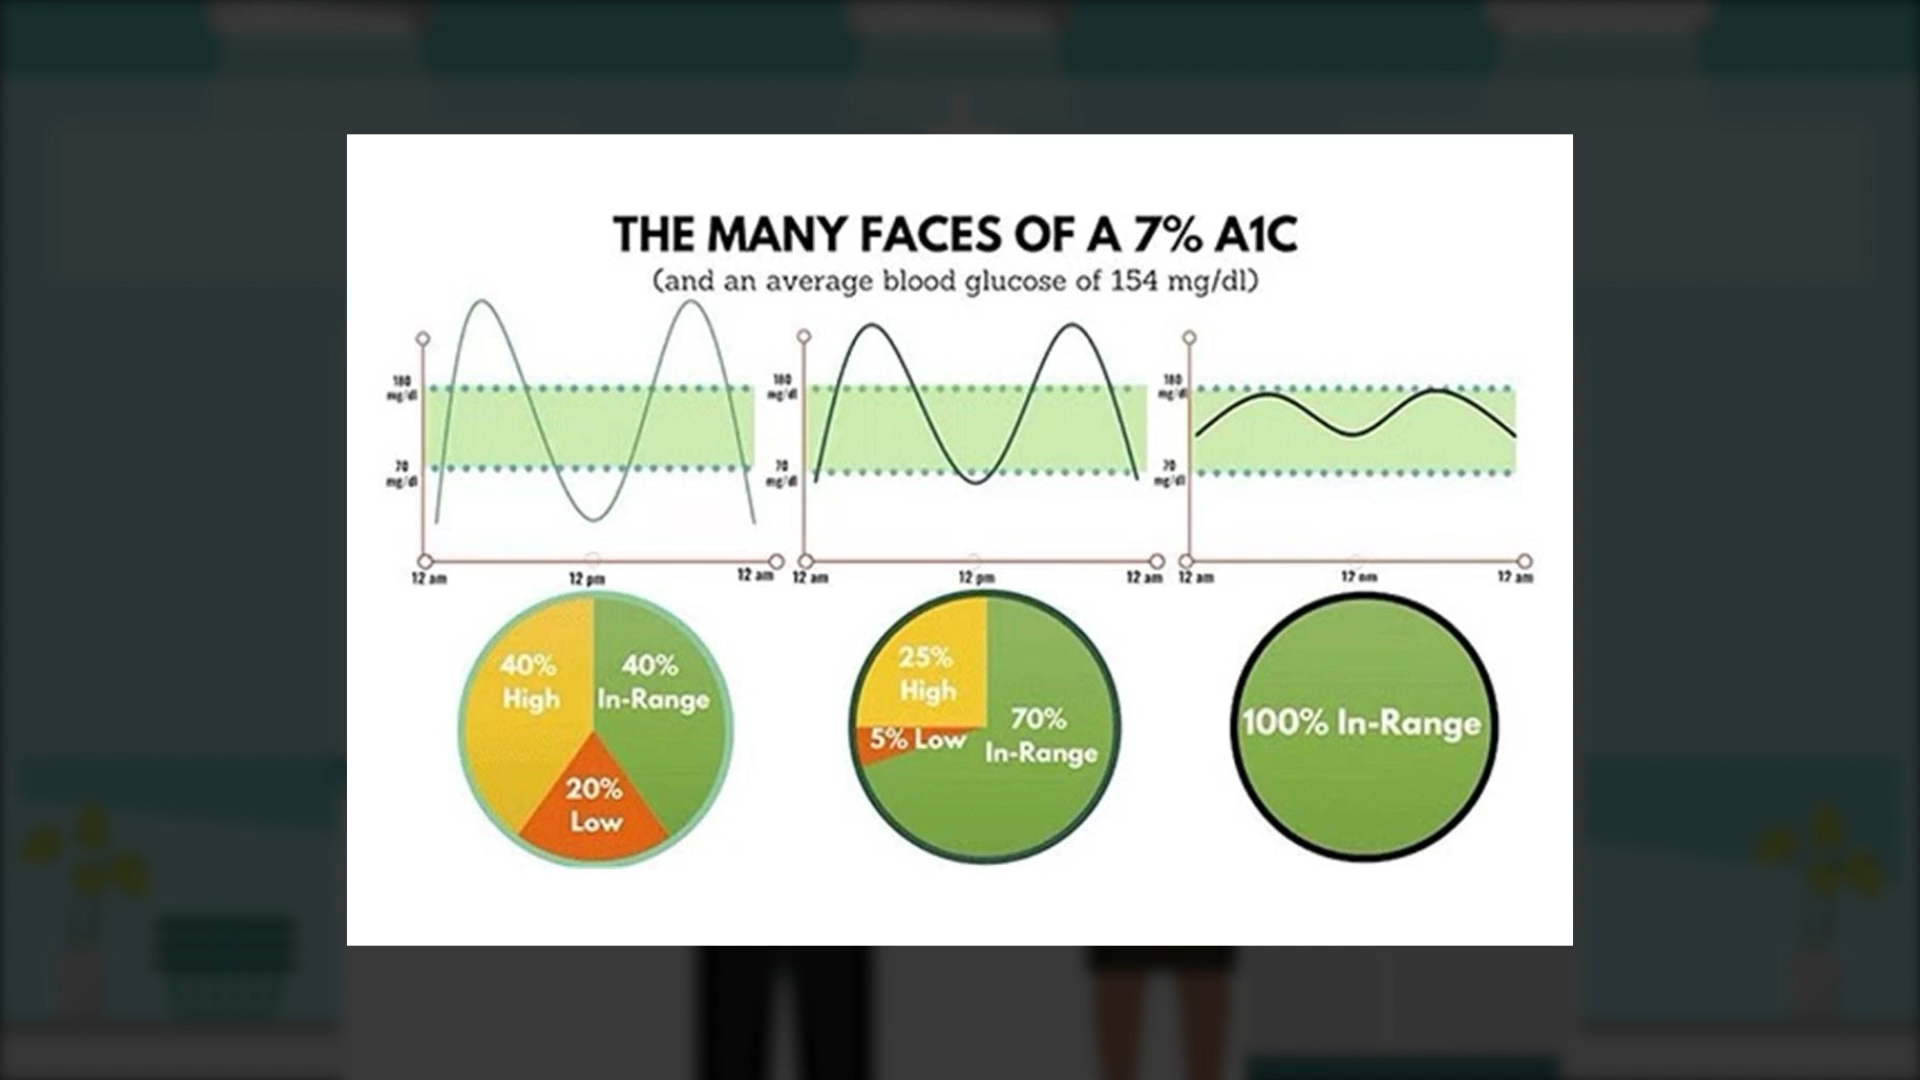 THE MANY FACES OF A 7% A1C
(and an average blood glucose of 154 mg/dl)
180
mg/dl
70
mg/dl
12 am
12 pm
12 am
180
mg/dl
70
mg/dl
12 am
12 pm
12 am
180
mg/dl
70
mg/dl
12 am
12 pm
12 am
40%
High
40%
In-Range
20%
Low
25%
High
5% Low
70%
In-Range
100% In-Range